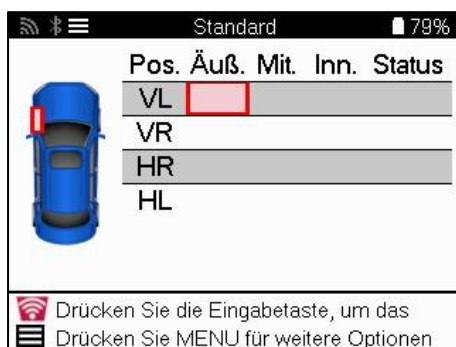 Standard 79%
Pos. Äuß. Mit. Inn. Status
VL
VR
HR
HL
Drücken Sie die Eingabetaste, um das
Drücken Sie MENU für weitere Optionen